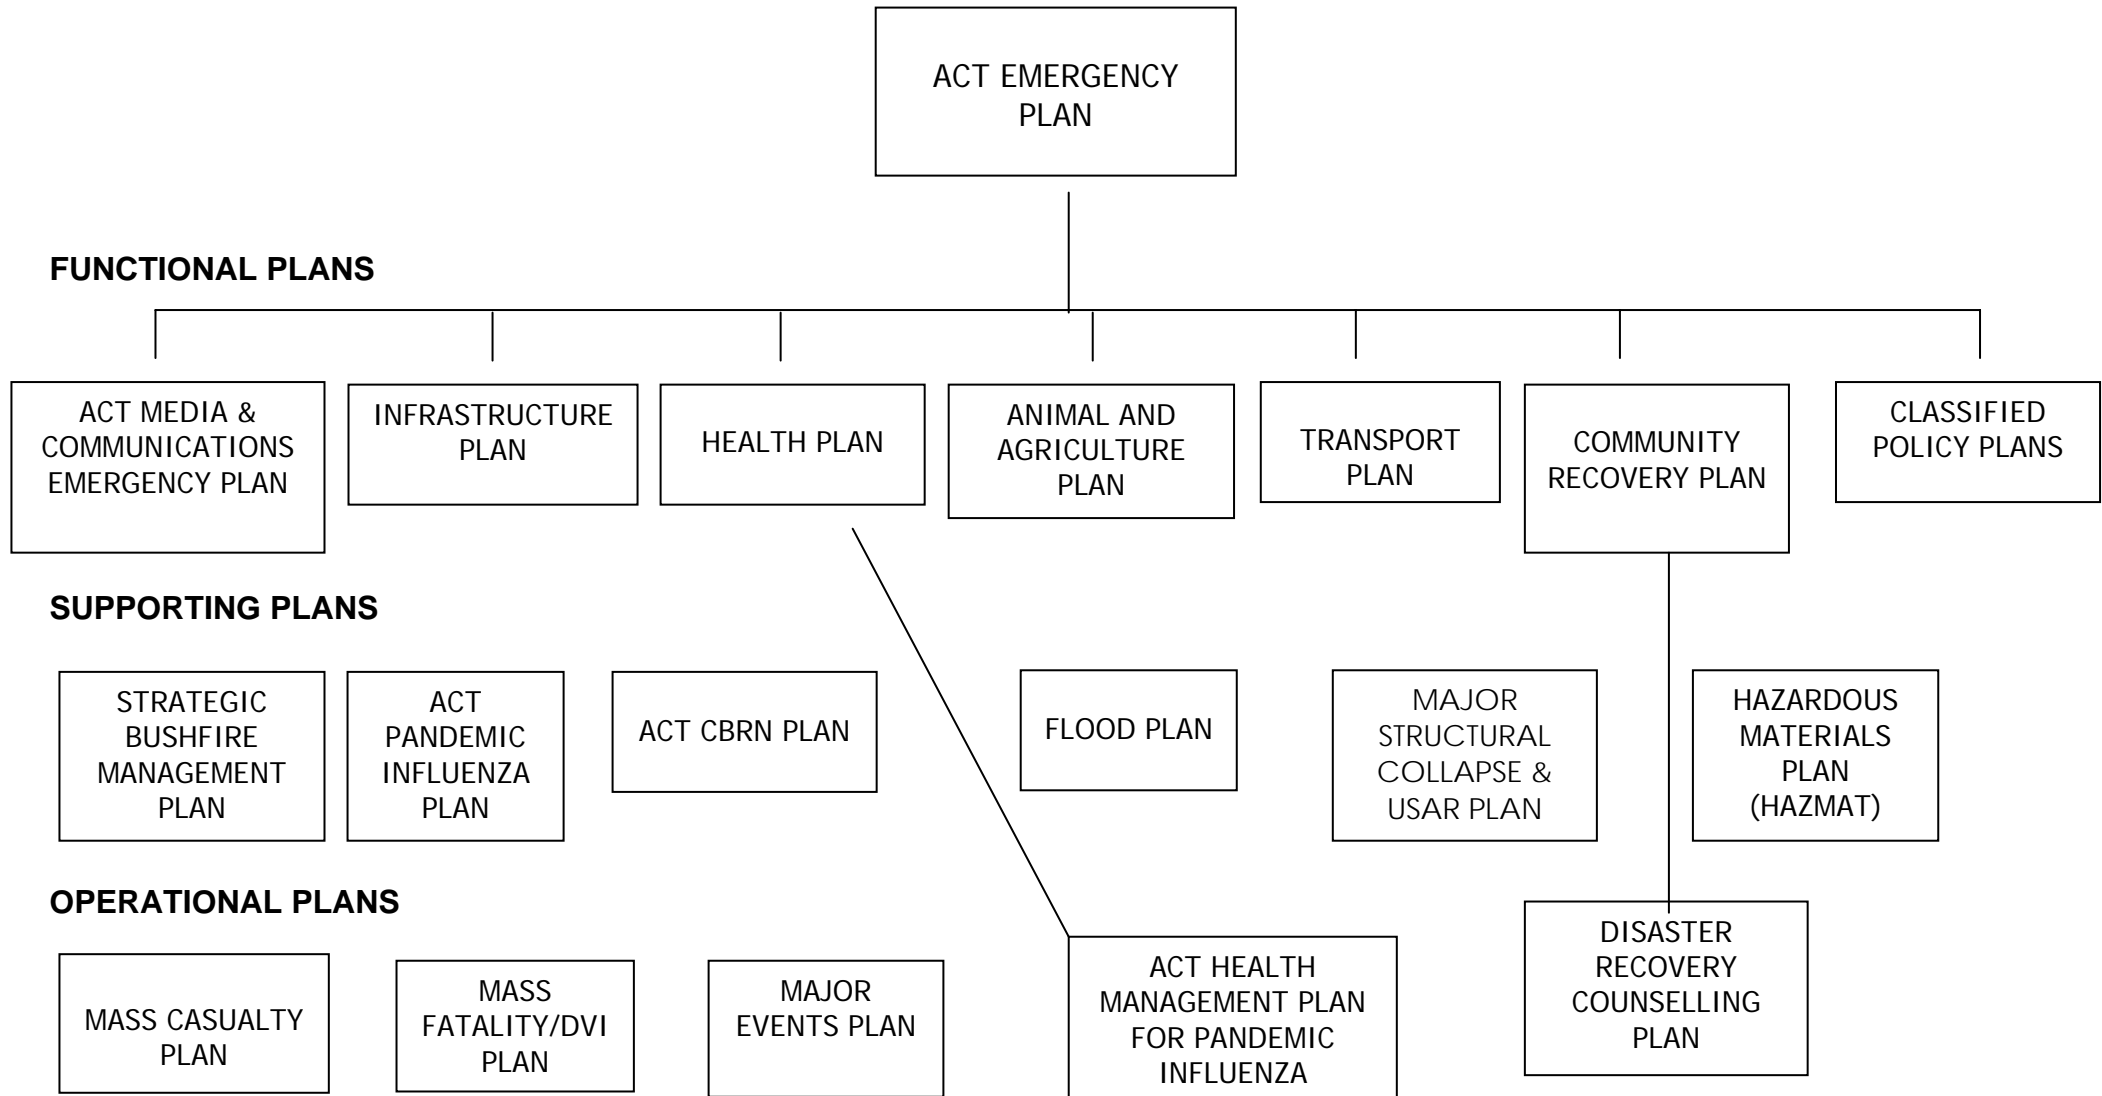 ACT EMERGENCY
PLAN
FUNCTIONAL PLANS
ACT MEDIA &
COMMUNICATIONS
EMERGENCY PLAN
INFRASTRUCTURE
PLAN
HEALTH PLAN
ANIMAL AND
AGRICULTURE
PLAN
TRANSPORT
PLAN
COMMUNITY
RECOVERY PLAN
CLASSIFIED
POLICY PLANS
SUPPORTING PLANS
STRATEGIC
BUSHFIRE
MANAGEMENT
PLAN
ACT
PANDEMIC
INFLUENZA
PLAN
ACT CBRN PLAN
FLOOD PLAN
MAJOR
STRUCTURAL
COLLAPSE &
USAR PLAN
HAZARDOUS
MATERIALS
PLAN
(HAZMAT)
OPERATIONAL PLANS
MASS CASUALTY
PLAN
MASS
FATALITY/DVI
PLAN
MAJOR
EVENTS PLAN
ACT HEALTH
MANAGEMENT PLAN
FOR PANDEMIC
INFLUENZA
DISASTER
RECOVERY
COUNSELLING
PLAN